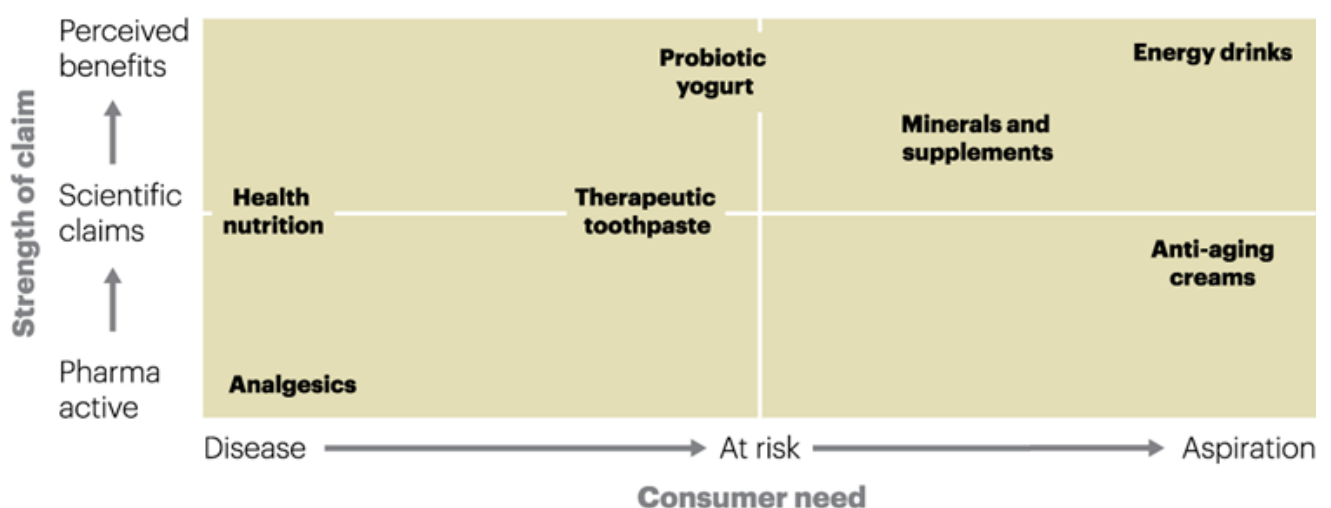 Perceived
benefits
Probiotic
yogurt
Energy drinks
Minerals and
supplements
Strength of claim
Scientific
claims
Health
nutrition
Therapeutic
toothpaste
Anti-aging
creams
Pharma
active
Analgesics
Disease
At risk
Aspiration
Consumer need